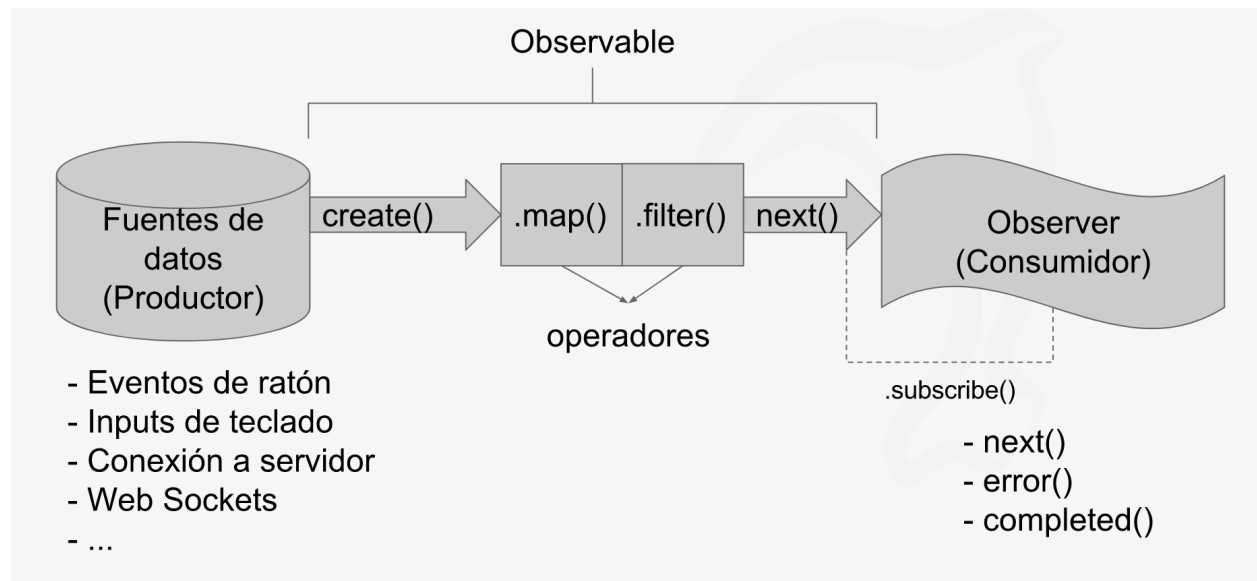 Observable
Fuentes de
datos
(Productor)
create()
.map()
.filter()
next()
Observer
(Consumidor)
operadores
.subscribe()
- Eventos de ratón
- Inputs de teclado
- Conexión a servidor
- Web Sockets
- ...
- next()
- error()
- completed()